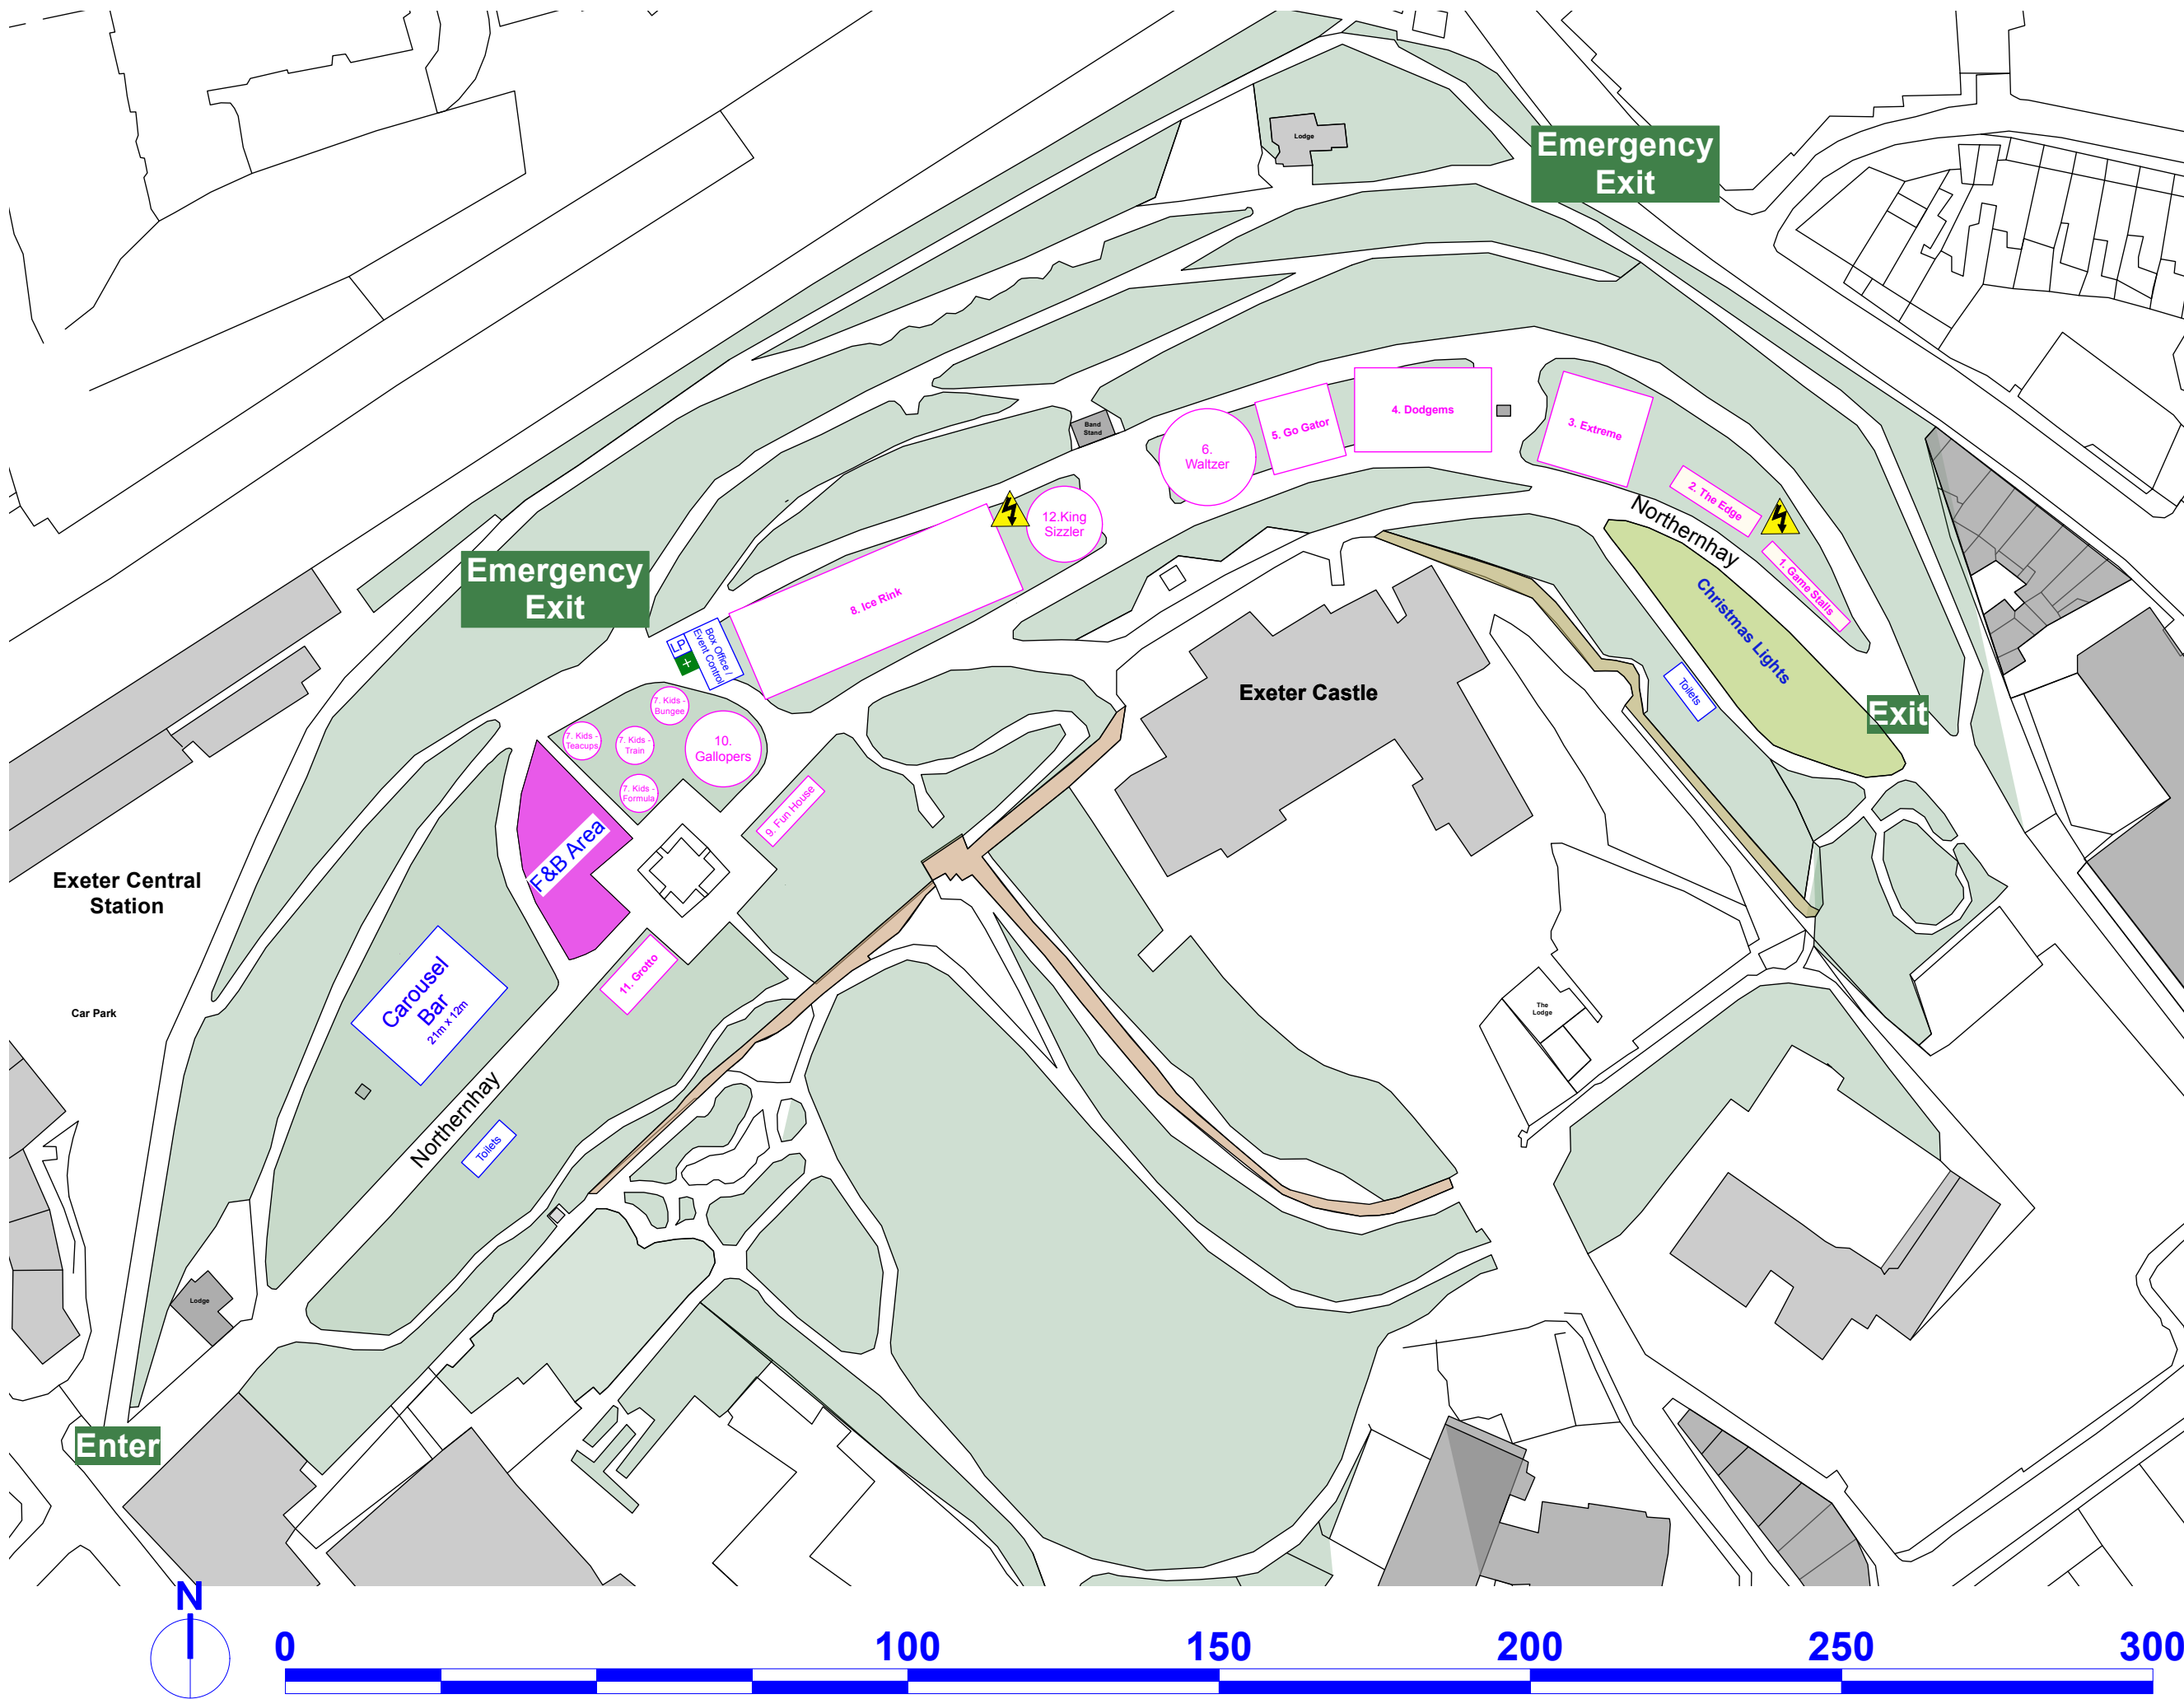 Lodge
Emergency
Exit
Band
Stand
6.
Waltzer
5. Go Gator
4. Dodgems
3. Extreme
2. The Edge
1. Game Stalls
Northernhay
Christmas Lights
Toilets
Exit
12.King
Sizzler
8. Ice Rink
Emergency
Exit
Box Office /
Event Control
LP
+
7. Kids -
Bungee
7. Kids -
Teacups
7. Kids -
Train
7. Kids -
Formula
10.
Gallopers
9. Fun House
Exeter Castle
F&B Area
11. Grotto
Exeter Central
Station
Car Park
Carousel
Bar
21m x 12m
Northernhay
Toilets
The
Lodge
Lodge
Enter
N
0
100
150
200
250
300